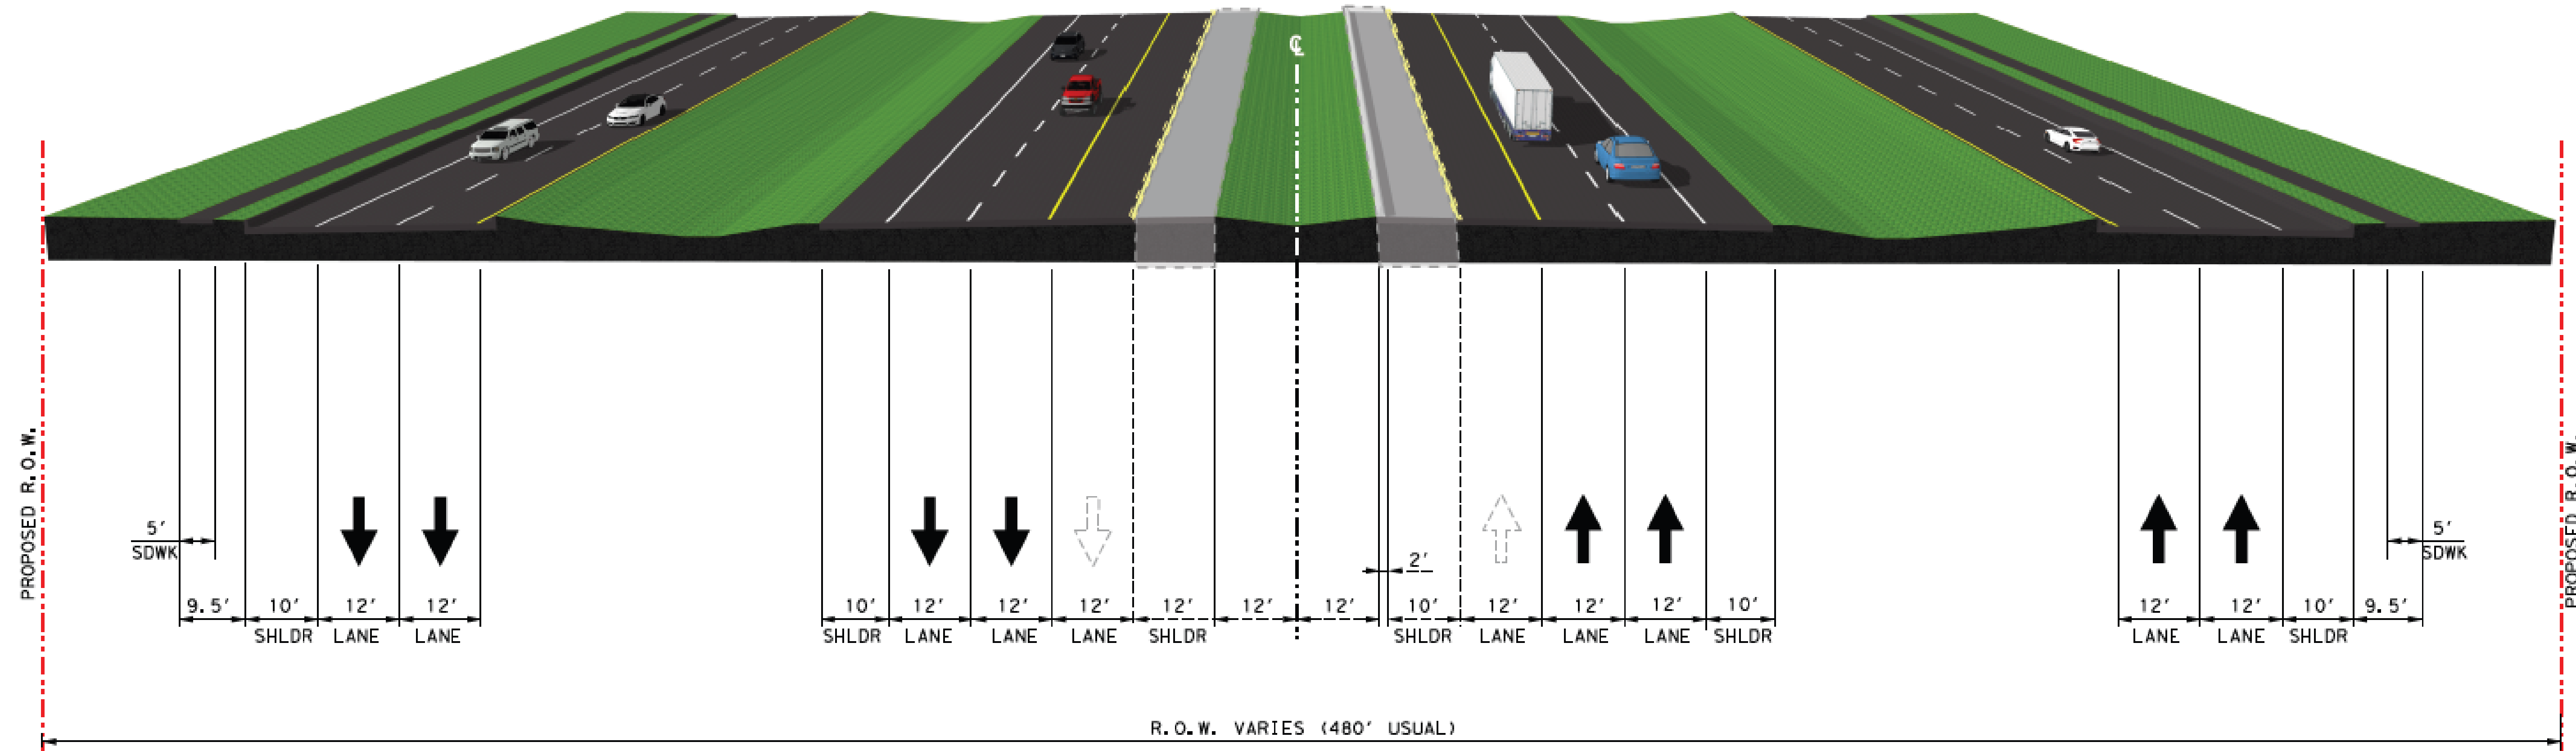 ℄
PROPOSED R.O.W.
PROPOSED R.O.W.
5'
SDWK
2'
5'
SDWK
9.5' 10' 12' 12' 10' 12' 12' 12' 12' 12' 12' 10' 12' 12' 12' 10' 12' 12' 10' 9.5'
SHLDR LANE LANE SHLDR LANE LANE LANE SHLDR SHLDR LANE LANE LANE SHLDR LANE LANE SHLDR
R.O.W. VARIES (480' USUAL)